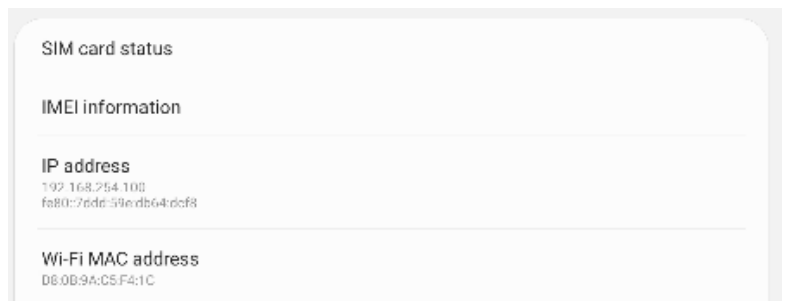 SIM card status
IMEI information
IP address
192.168.254.100
fe80::7ddd:59e:db64:dcf8
Wi-Fi MAC address
D8:0B:9A:C5:F4:1C